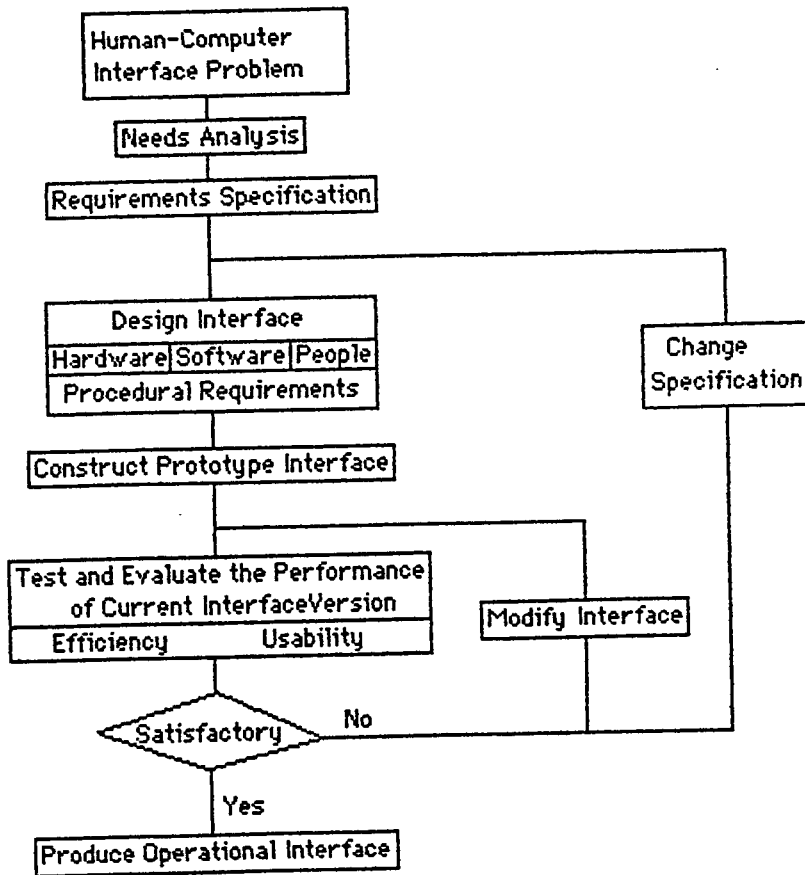 Human-Computer
Interface Problem
Needs Analysis
Requirements Specification
Design Interface
Hardware Software People
Procedural Requirements
Change
Specification
Construct Prototype Interface
Test and Evaluate the Performance
of Current InterfaceVersion
Efficiency Usability
Modify Interface
Satisfactory
No
Yes
Produce Operational Interface